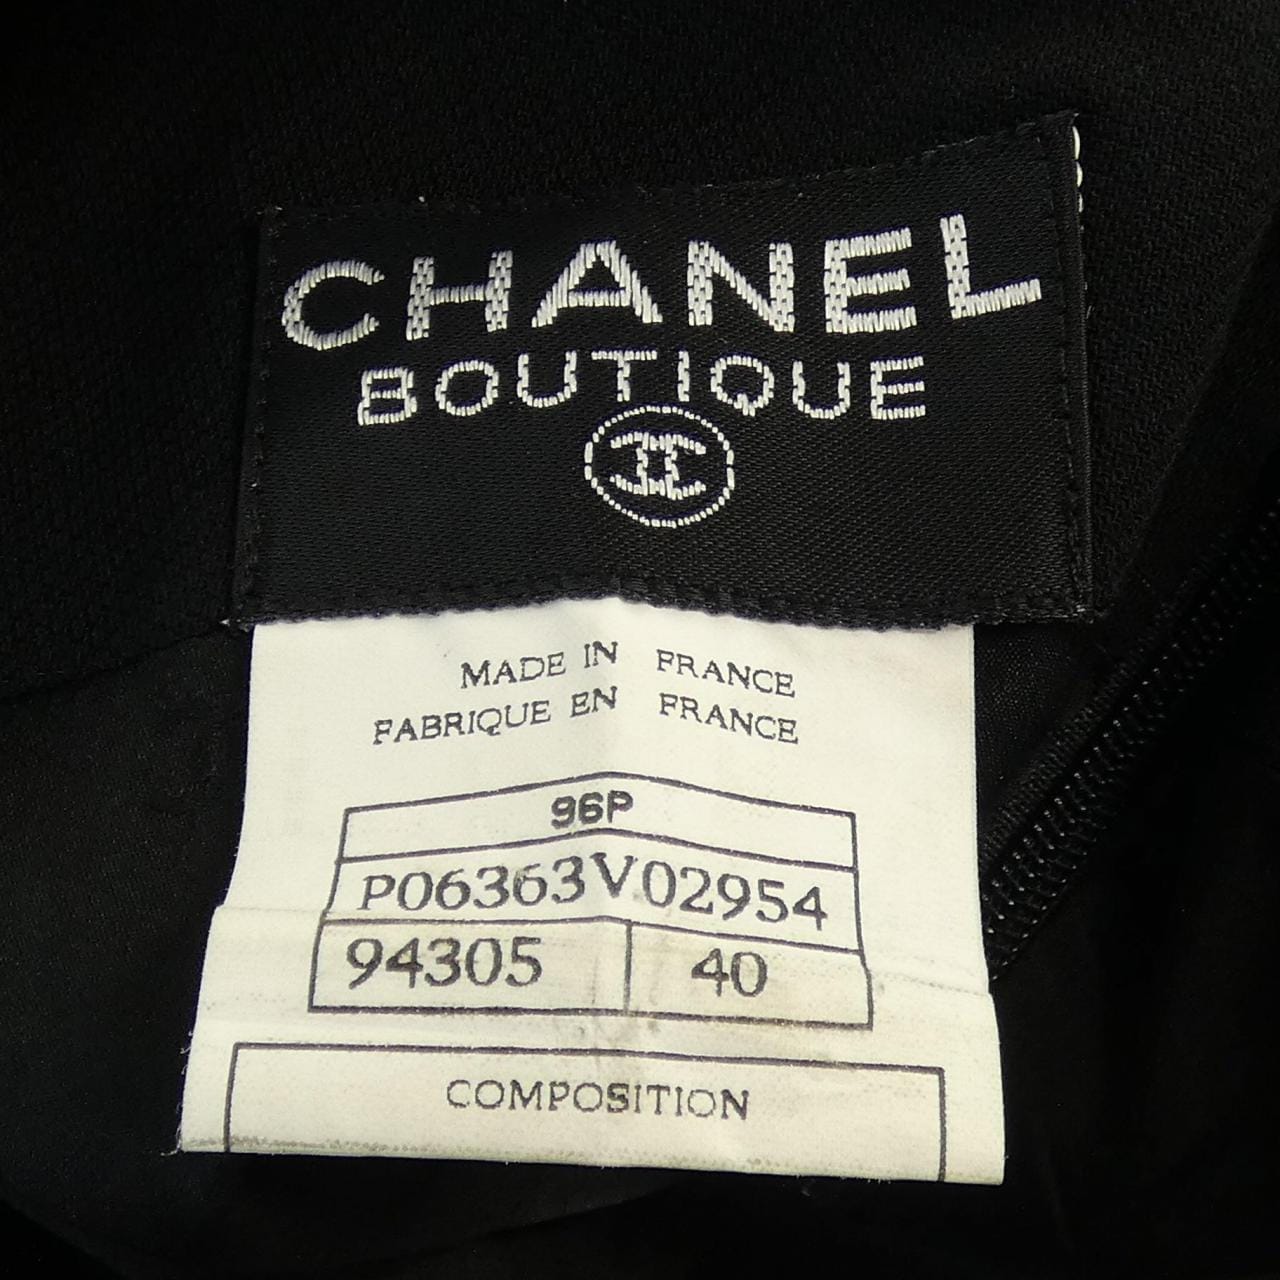 CHANEL
BOUTIQUE
MADE IN FRANCE
FABRIQUE EN FRANCE
96P
P06363V02954
94305 40
COMPOSITION